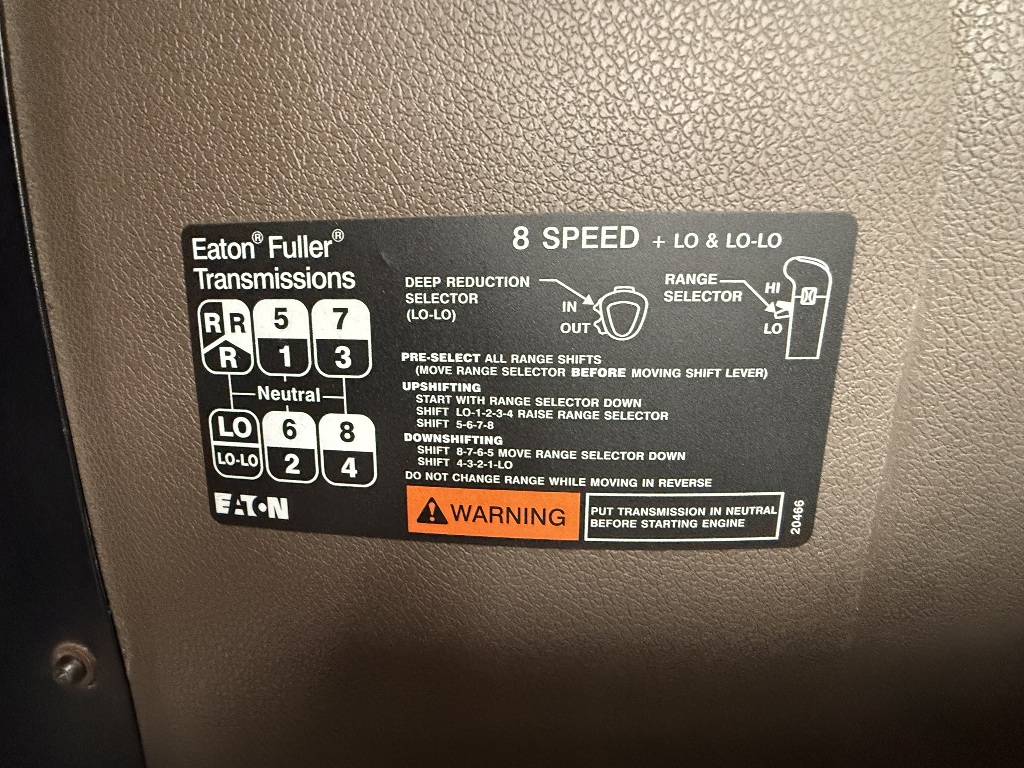 Eaton® Fuller®
Transmissions
8 SPEED + LO & LO-LO
R R 5 7
R 1 3
Neutral
LO 6 8
LO-LO 2 4
EATON
DEEP REDUCTION
SELECTOR
(LO-LO)
IN
OUT
RANGE
SELECTOR
HI
LO
PRE-SELECT ALL RANGE SHIFTS
(MOVE RANGE SELECTOR BEFORE MOVING SHIFT LEVER)
UPSHIFTING
START WITH RANGE SELECTOR DOWN
SHIFT LO-1-2-3-4 RAISE RANGE SELECTOR
SHIFT 5-6-7-8
DOWNSHIFTING
SHIFT 8-7-6-5 MOVE RANGE SELECTOR DOWN
SHIFT 4-3-2-1-LO
DO NOT CHANGE RANGE WHILE MOVING IN REVERSE
WARNING
PUT TRANSMISSION IN NEUTRAL
BEFORE STARTING ENGINE
20466